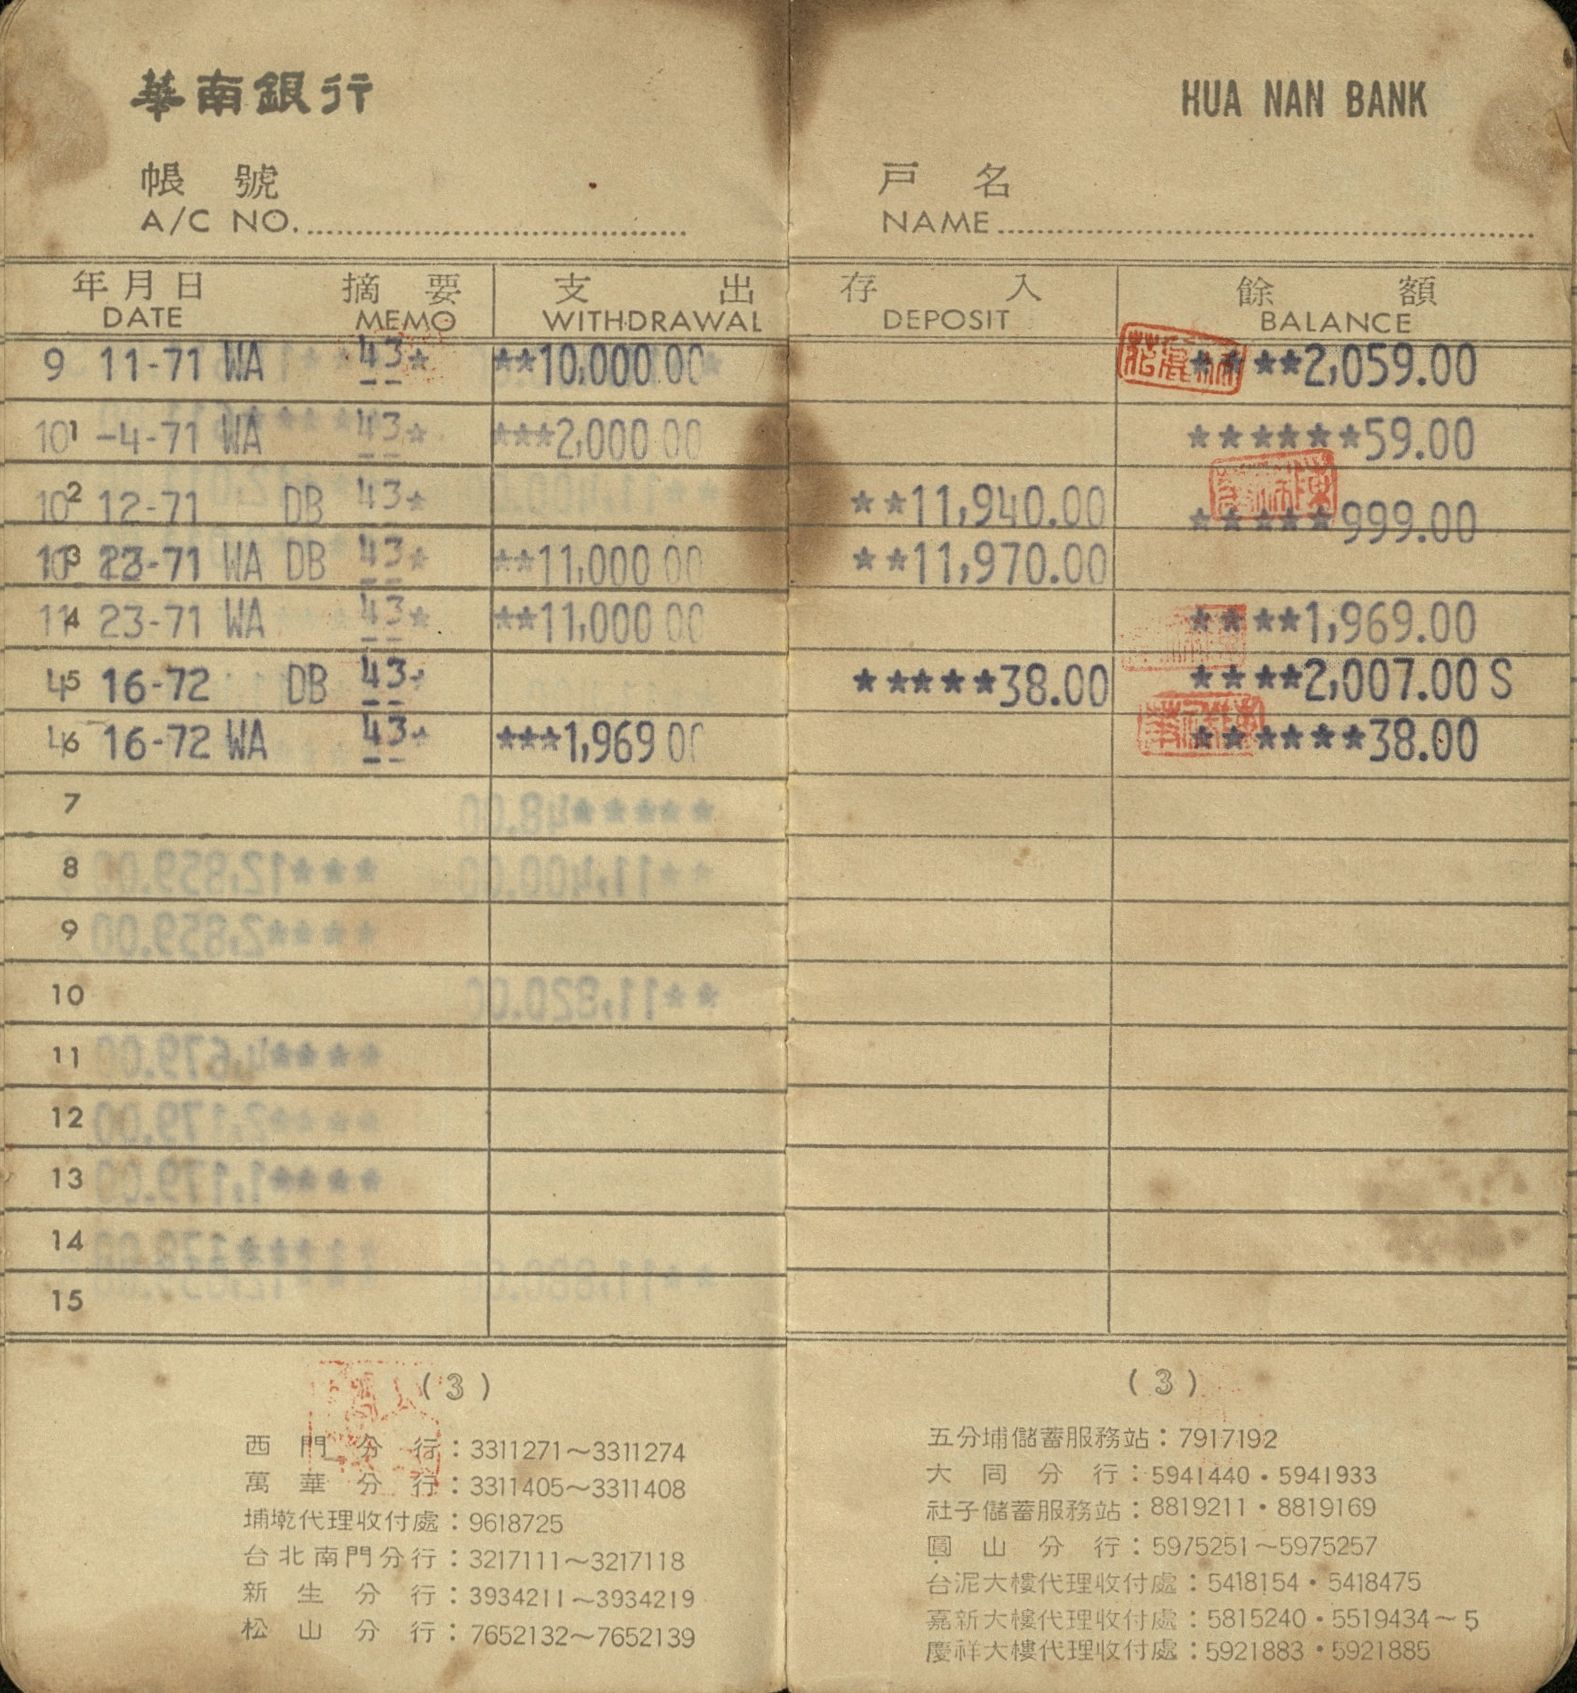 華南銀行 HUA NAN BANK
帳號 戶名
A/C NO. NAME
年月日 摘要 支出 存入 餘額
DATE MEMO WITHDRAWAL DEPOSIT BALANCE
9 11-71 WA 43* **10,000.00 ****2,059.00
1 10 -4-71 WA 43* ***2,000.00 ******59.00
2 10 12-71 DB 43* **11,940.00 *****999.00
3 23-71 WA DB 43* **11,000.00 **11,970.00
4 11 23-71 WA 43* **11,000.00 ****1,969.00
5 4 16-72 DB 43* *****38.00 ****2,007.00 S
6 4 16-72 WA 43* ***1,969.00 ******38.00
7
8
9
10
11
12
13
14
15
(3) (3)
西門分行：3311271～3311274
萬華分行：3311405～3311408
埔墘代理收付處：9618725
台北南門分行：3217111～3217118
新生分行：3934211～3934219
松山分行：7652132～7652139
五分埔儲蓄服務站：7917192
大同分行：5941440・5941933
社子儲蓄服務站：8819211・8819169
圓山分行：5975251～5975257
台泥大樓代理收付處：5418154・5418475
嘉新大樓代理收付處：5815240・5519434～5
慶祥大樓代理收付處：5921883・5921885